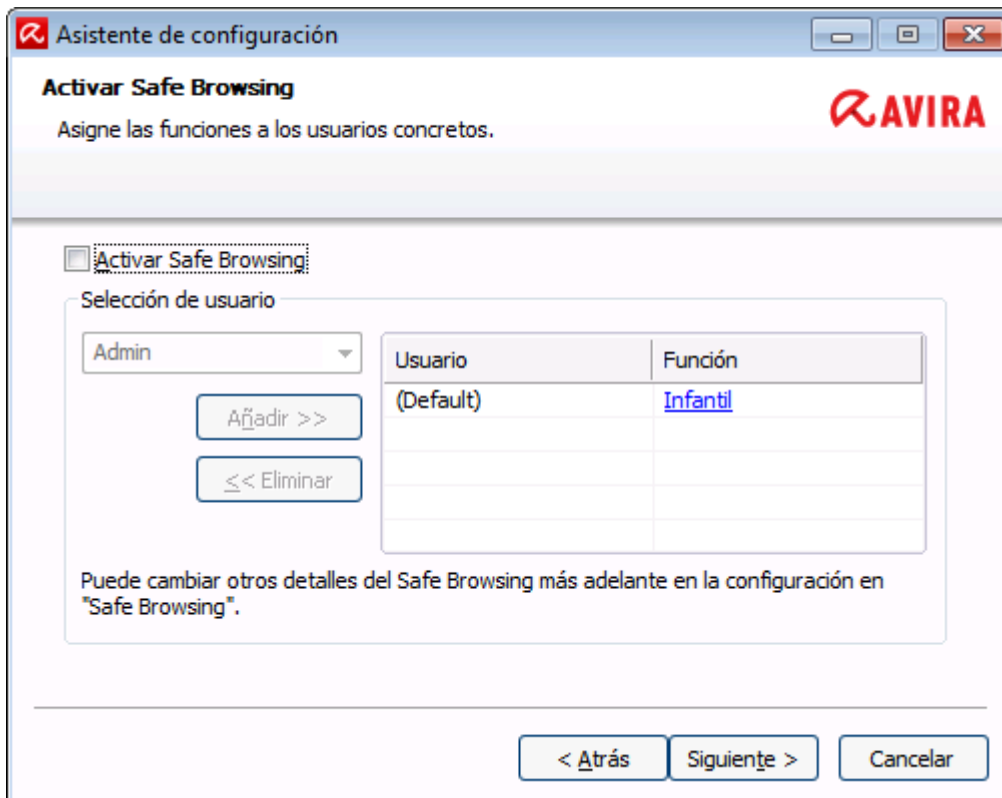 Asistente de configuración
Activar Safe Browsing
Asigne las funciones a los usuarios concretos.
AVIRA
Activar Safe Browsing
Selección de usuario
Admin
Usuario Función
Añadir >>
(Default) Infantil
<< Eliminar
Puede cambiar otros detalles del Safe Browsing más adelante en la configuración en
"Safe Browsing".
< Atrás Siguiente > Cancelar